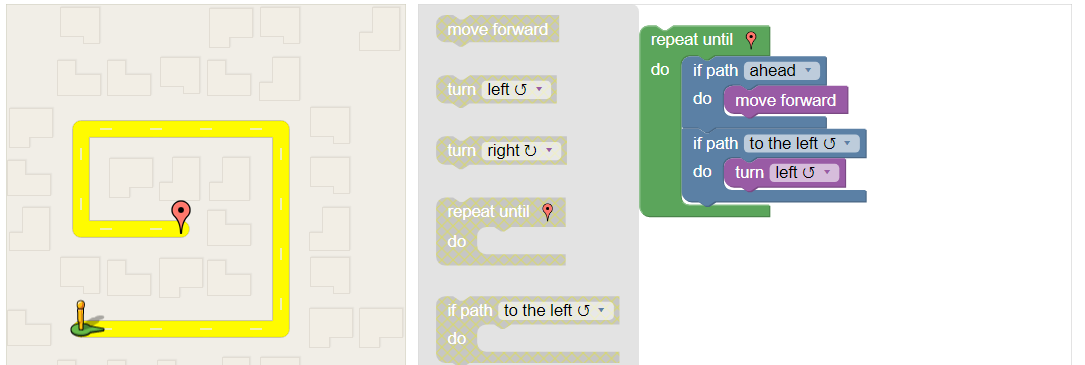 move forward
turn left ↺
turn right ↻
repeat until
do
if path to the left ↺
do
repeat until
do if path ahead
do move forward
if path to the left ↺
do turn left ↺